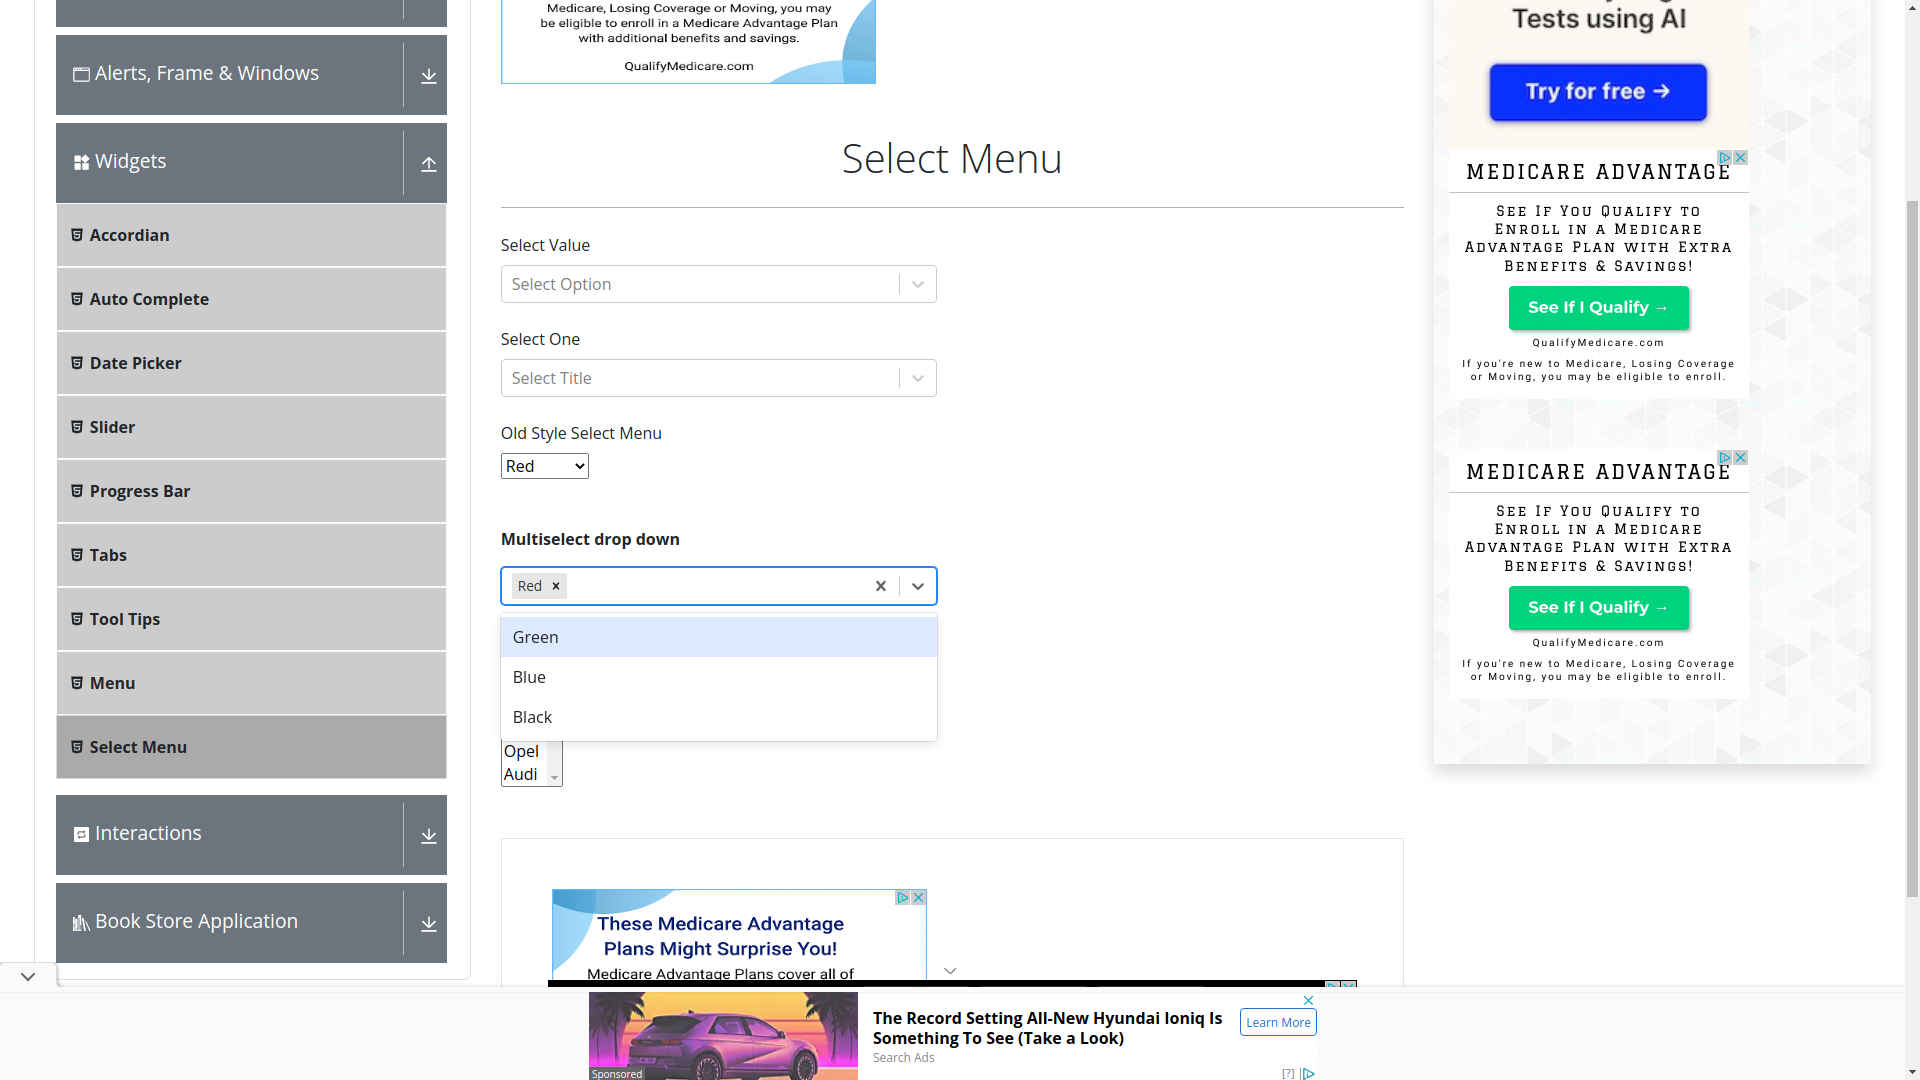 Alerts, Frame & Windows
Widgets
Accordian
Auto Complete
Date Picker
Slider
Progress Bar
Tabs
Tool Tips
Menu
Select Menu
Interactions
Book Store Application
Medicare, Losing Coverage or Moving, you may
be eligible to enroll in a Medicare Advantage Plan
with additional benefits and savings.
QualifyMedicare.com
Select Menu
Select Value
Select Option
Select One
Select Title
Old Style Select Menu
Red
Multiselect drop down
Red
Green
Blue
Black
Opel
Audi
These Medicare Advantage
Plans Might Surprise You!
Medicare Advantage Plans cover all of
Tests using AI
Try for free →
MEDICARE ADVANTAGE
See If You Qualify to
Enroll in a Medicare
Advantage Plan with Extra
Benefits & Savings!
See If I Qualify →
QualifyMedicare.com
If you're new to Medicare, Losing Coverage
or Moving, you may be eligible to enroll.
MEDICARE ADVANTAGE
See If You Qualify to
Enroll in a Medicare
Advantage Plan with Extra
Benefits & Savings!
See If I Qualify →
QualifyMedicare.com
If you're new to Medicare, Losing Coverage
or Moving, you may be eligible to enroll.
The Record Setting All-New Hyundai Ioniq Is
Something To See (Take a Look)
Search Ads
Learn More
Sponsored
[?]